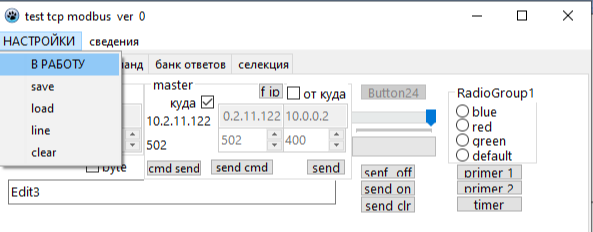 test tcp modbus ver 0
НАСТРОЙКИ сведения
В РАБОТУ
save
load
line
clear
анд банк ответов селекция
master
куда
10.2.11.122
502
f ip от куда
0.2.11.122 10.0.0.2
502 400
byte cmd send send cmd send
Edit3
Button24
senf off
send on
send clr
RadioGroup1
blue
red
green
default
primer 1
primer 2
timer